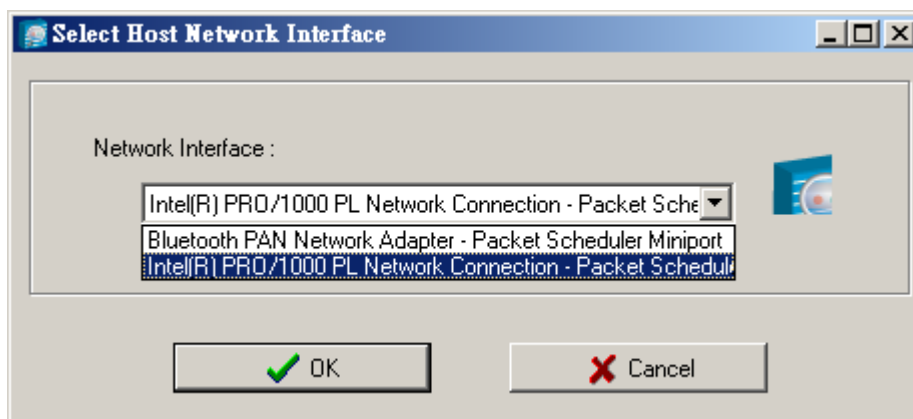 Select Host Network Interface
Network Interface :
Intel(R) PRO/1000 PL Network Connection - Packet Sche
Bluetooth PAN Network Adapter - Packet Scheduler Miniport
Intel(R) PRO/1000 PL Network Connection - Packet Schedul
OK
Cancel